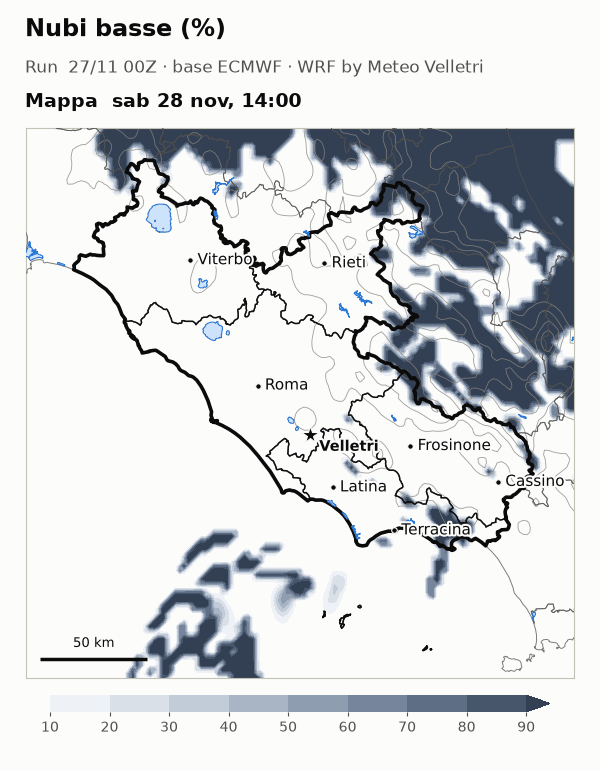 Nubi basse (%)
Run  27/11 00Z · base ECMWF · WRF by Meteo Velletri
Mappa  sab 28 nov, 14:00
Viterbo
Rieti
Roma
Velletri
Frosinone
Latina
Cassino
Terracina
50 km
10 20 30 40 50 60 70 80 90